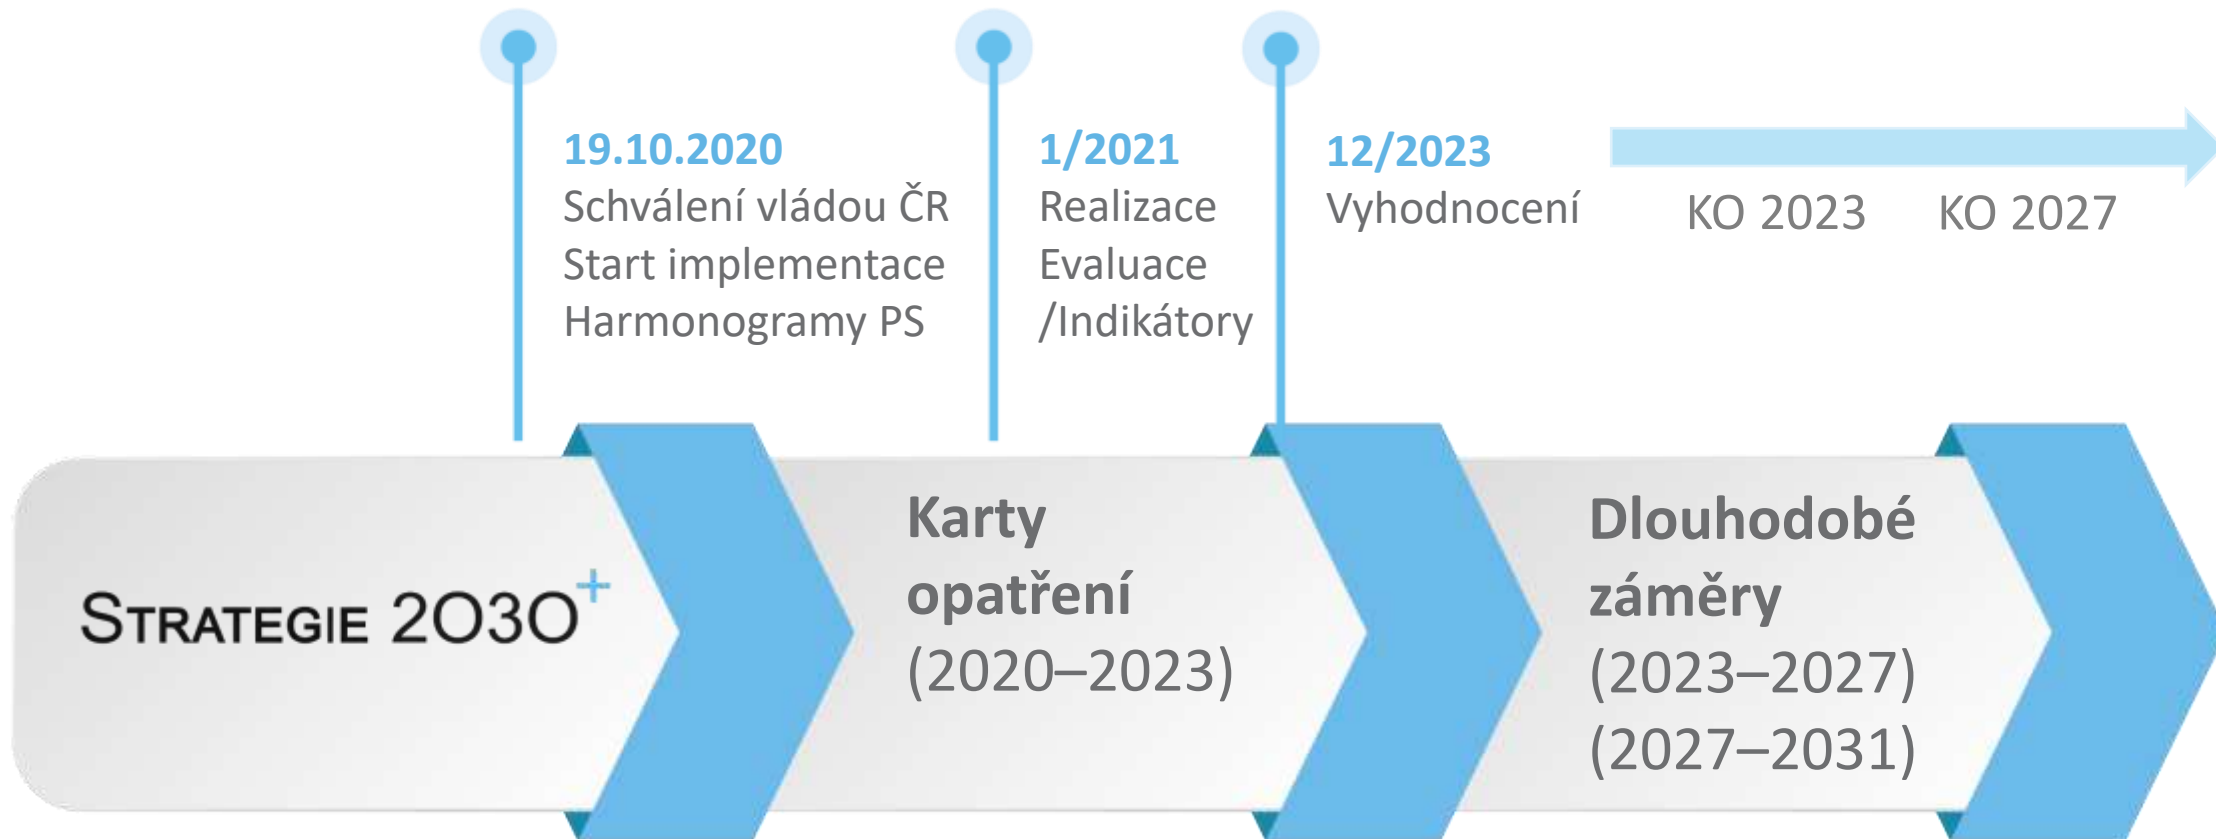 19.10.2020
Schválení vládou ČR
Start implementace
Harmonogramy PS
1/2021
Realizace
Evaluace
/Indikátory
12/2023
Vyhodnocení
KO 2023
KO 2027
STRATEGIE 2030+
Karty
opatření
(2020–2023)
Dlouhodobé
záměry
(2023–2027)
(2027–2031)